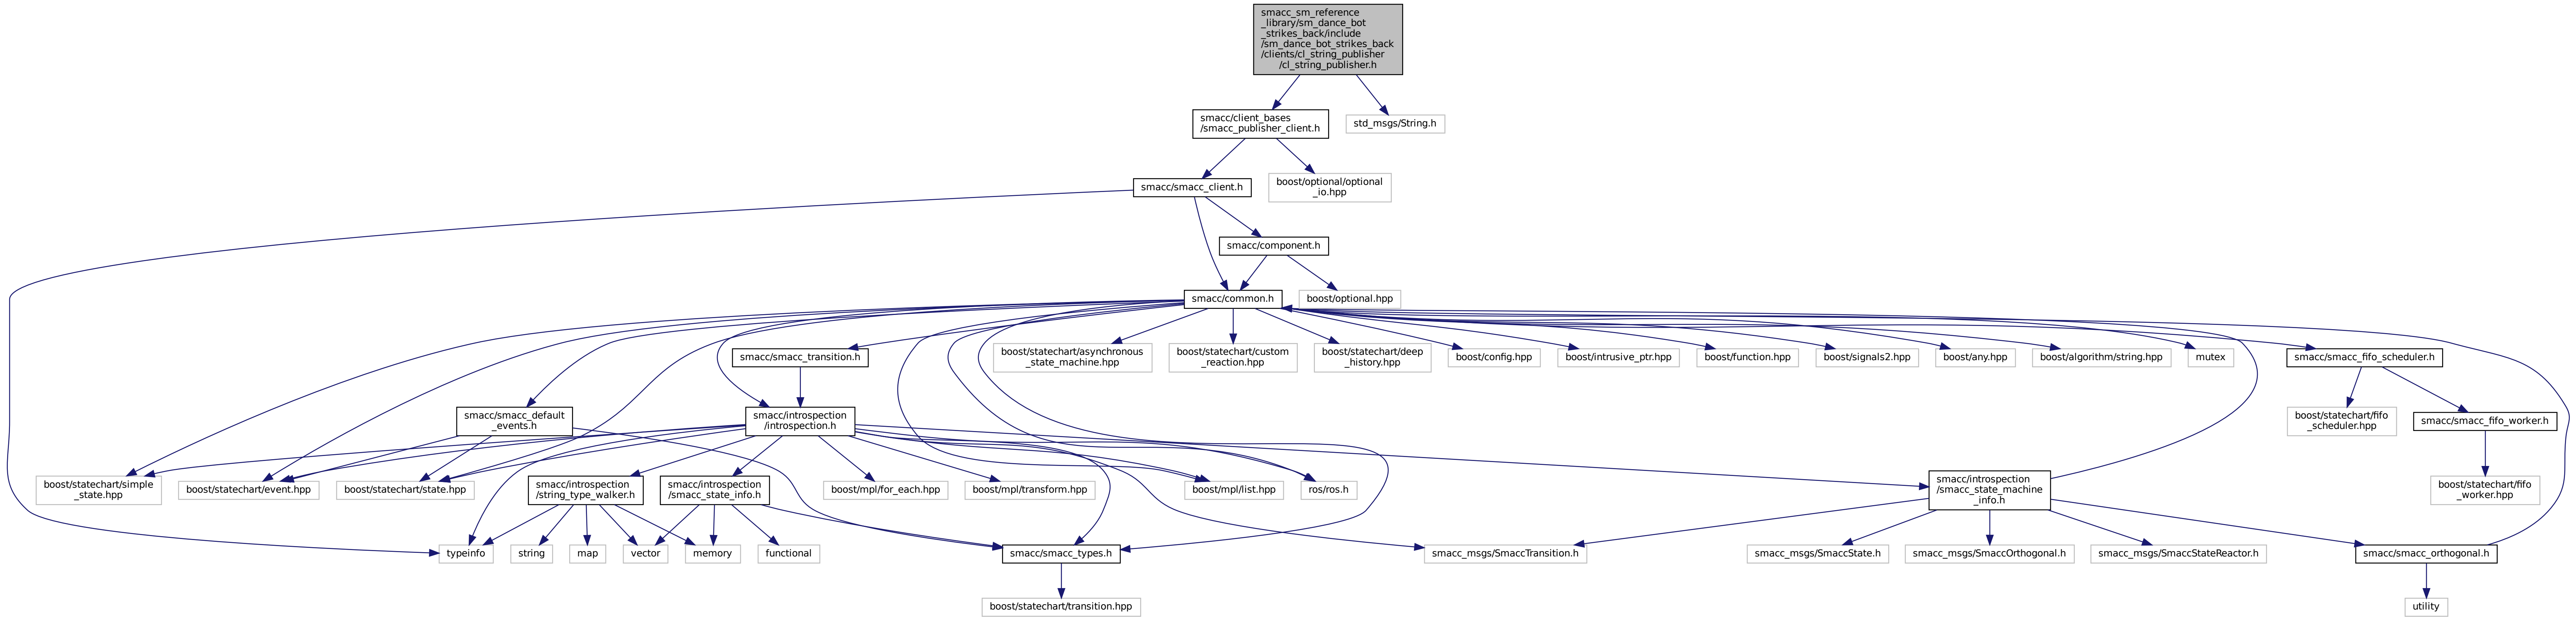 smacc_sm_reference
_library/sm_dance_bot
_strikes_back/include
/sm_dance_bot_strikes_back
/clients/cl_string_publisher
/cl_string_publisher.h
smacc/client_bases
/smacc_publisher_client.h
std_msgs/String.h
smacc/smacc_client.h
boost/optional/optional
_io.hpp
smacc/component.h
smacc/common.h
boost/optional.hpp
smacc/smacc_transition.h
boost/statechart/asynchronous
_state_machine.hpp
boost/statechart/custom
_reaction.hpp
boost/statechart/deep
_history.hpp
boost/config.hpp
boost/intrusive_ptr.hpp
boost/function.hpp
boost/signals2.hpp
boost/any.hpp
boost/algorithm/string.hpp
mutex
smacc/smacc_fifo_scheduler.h
smacc/smacc_default
_events.h
smacc/introspection
/introspection.h
boost/statechart/fifo
_scheduler.hpp
smacc/smacc_fifo_worker.h
boost/statechart/simple
_state.hpp
boost/statechart/event.hpp
boost/statechart/state.hpp
smacc/introspection
/string_type_walker.h
smacc/introspection
/smacc_state_info.h
boost/mpl/for_each.hpp
boost/mpl/transform.hpp
boost/mpl/list.hpp
ros/ros.h
smacc/introspection
/smacc_state_machine
_info.h
boost/statechart/fifo
_worker.hpp
typeinfo
string
map
vector
memory
functional
smacc/smacc_types.h
smacc_msgs/SmaccTransition.h
smacc_msgs/SmaccState.h
smacc_msgs/SmaccOrthogonal.h
smacc_msgs/SmaccStateReactor.h
smacc/smacc_orthogonal.h
boost/statechart/transition.hpp
utility